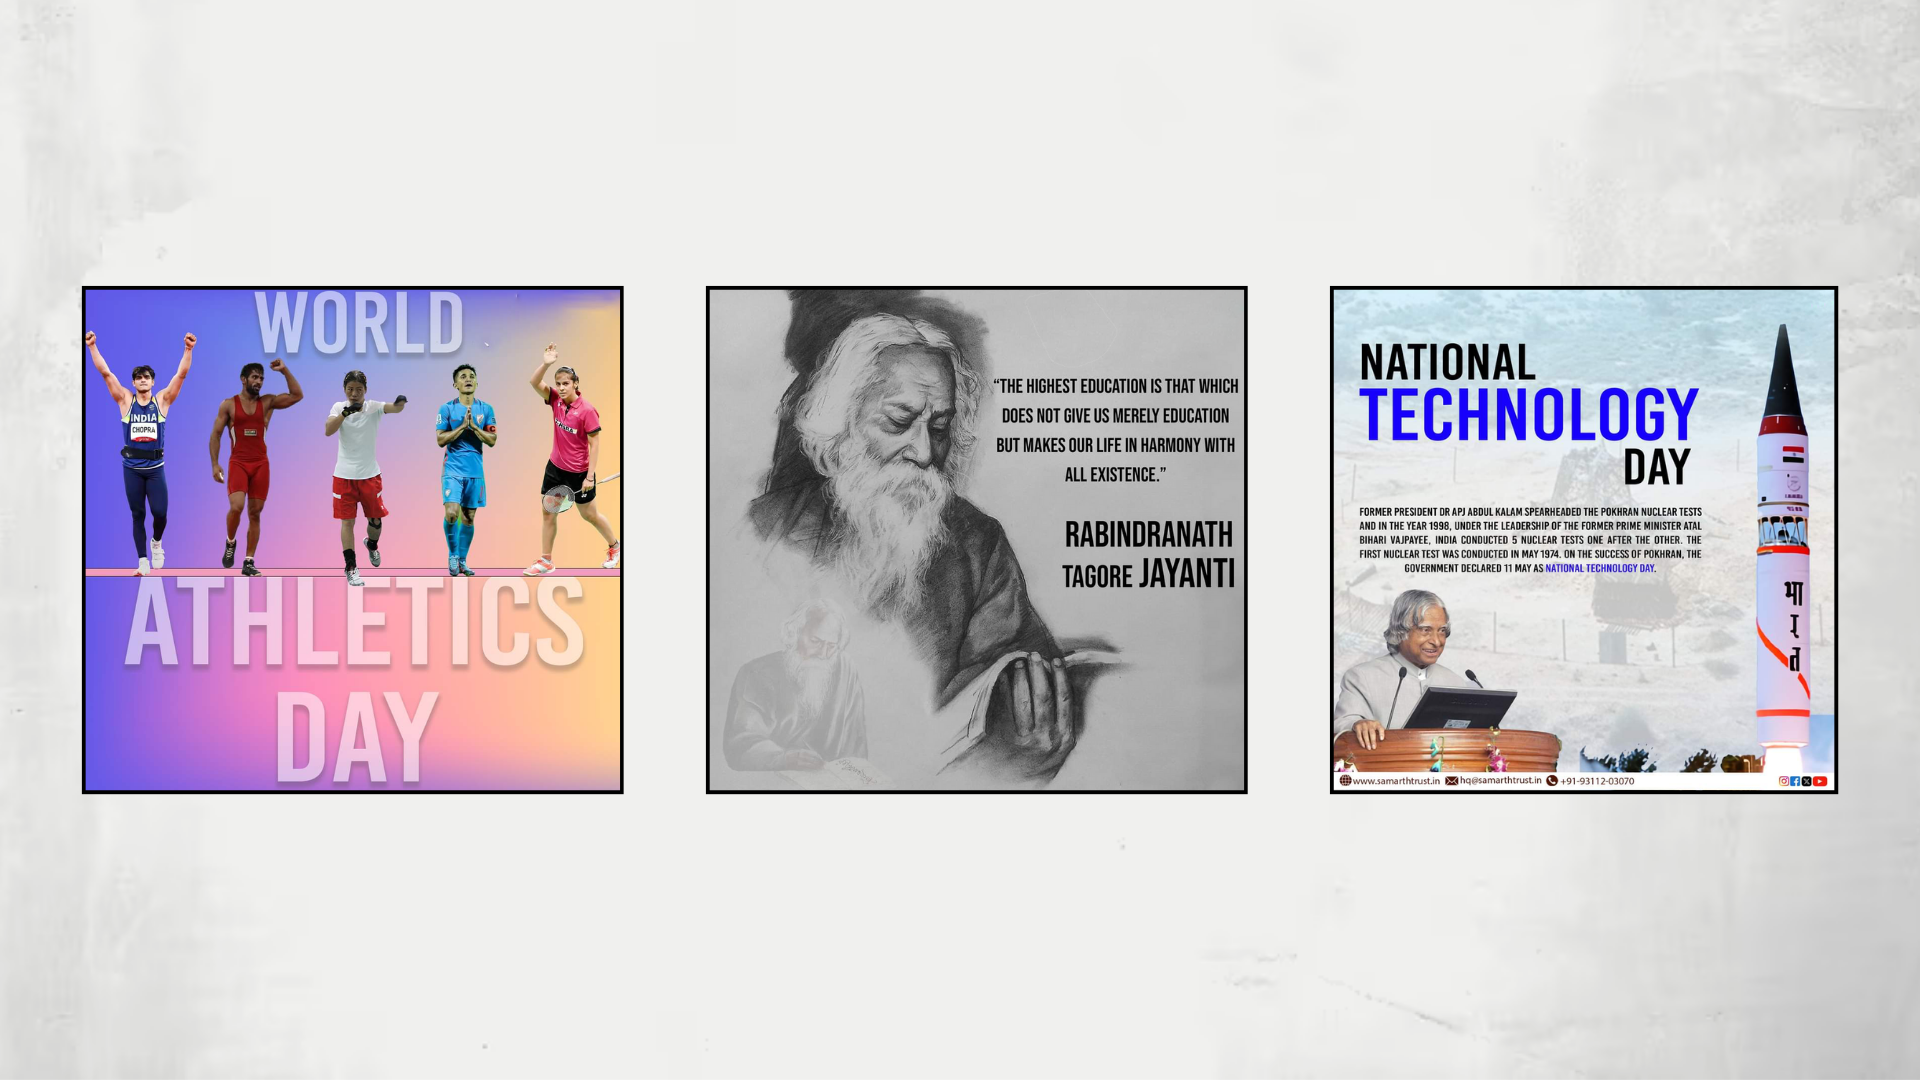 WORLD
INDIA
CHOPRA
ATHLETICS
DAY
“THE HIGHEST EDUCATION IS THAT WHICH
DOES NOT GIVE US MERELY EDUCATION
BUT MAKES OUR LIFE IN HARMONY WITH
ALL EXISTENCE.”
RABINDRANATH
TAGORE JAYANTI
NATIONAL
TECHNOLOGY
DAY
FORMER PRESIDENT DR APJ ABDUL KALAM SPEARHEADED THE POKHRAN NUCLEAR TESTS
AND IN THE YEAR 1998, UNDER THE LEADERSHIP OF THE FORMER PRIME MINISTER ATAL
BIHARI VAJPAYEE, INDIA CONDUCTED 5 NUCLEAR TESTS ONE AFTER THE OTHER. THE
FIRST NUCLEAR TEST WAS CONDUCTED IN MAY 1974. ON THE SUCCESS OF POKHRAN, THE
GOVERNMENT DECLARED 11 MAY AS NATIONAL TECHNOLOGY DAY.
भारत
www.samarthtrust.in hq@samarthtrust.in +91-93112-03070